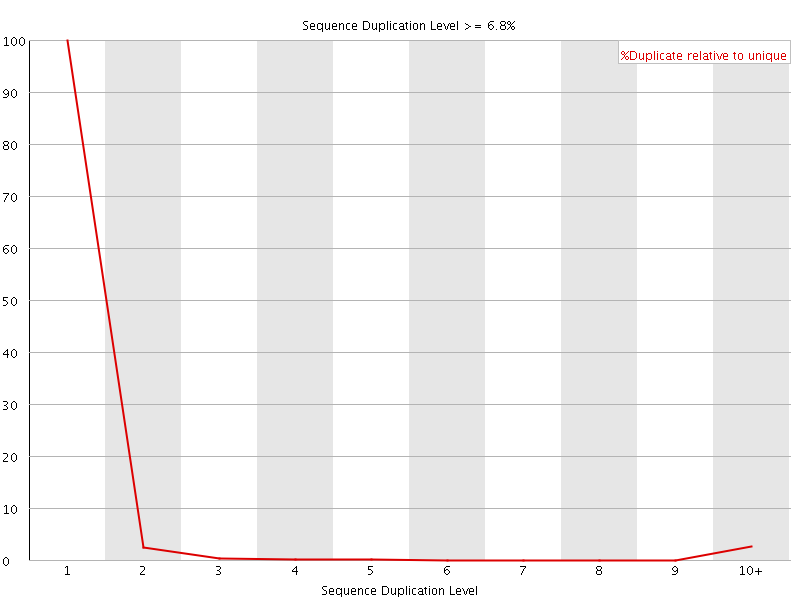 Sequence Duplication Level >= 6.8%
%Duplicate relative to unique
100
90
80
70
60
50
40
30
20
10
0
1 2 3 4 5 6 7 8 9 10+
Sequence Duplication Level